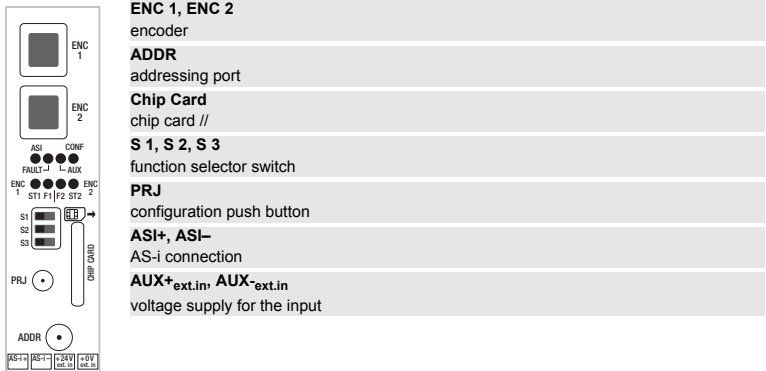 ENC
1
ENC
2
ASI CONF
FAULT AUX
ENC
1
ENC
2
ST1 F1 F2 ST2
S1
S2
S3
CHIP CARD
PRJ
ADDR
AS-i+ AS-i– +24V
ext. in
+0V
ext. in
ENC 1, ENC 2
encoder
ADDR
addressing port
Chip Card
chip card //
S 1, S 2, S 3
function selector switch
PRJ
configuration push button
ASI+, ASI–
AS-i connection
AUX+ext.in, AUX-ext.in
voltage supply for the input